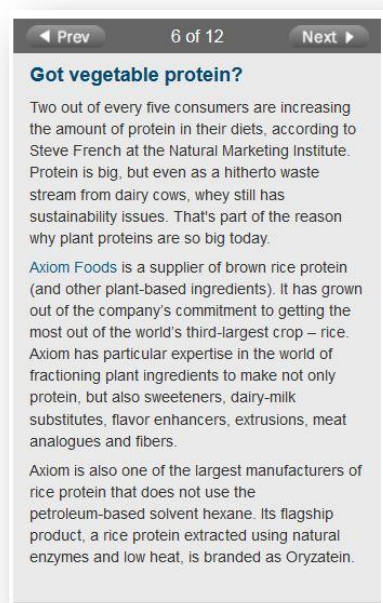 Prev 6 of 12 Next
Got vegetable protein?
Two out of every five consumers are increasing
the amount of protein in their diets, according to
Steve French at the Natural Marketing Institute.
Protein is big, but even as a hitherto waste
stream from dairy cows, whey still has
sustainability issues. That's part of the reason
why plant proteins are so big today.
Axiom Foods is a supplier of brown rice protein
(and other plant-based ingredients). It has grown
out of the company's commitment to getting the
most out of the world's third-largest crop – rice.
Axiom has particular expertise in the world of
fractioning plant ingredients to make not only
protein, but also sweeteners, dairy-milk
substitutes, flavor enhancers, extrusions, meat
analogues and fibers.
Axiom is also one of the largest manufacturers of
rice protein that does not use the
petroleum-based solvent hexane. Its flagship
product, a rice protein extracted using natural
enzymes and low heat, is branded as Oryzatein.